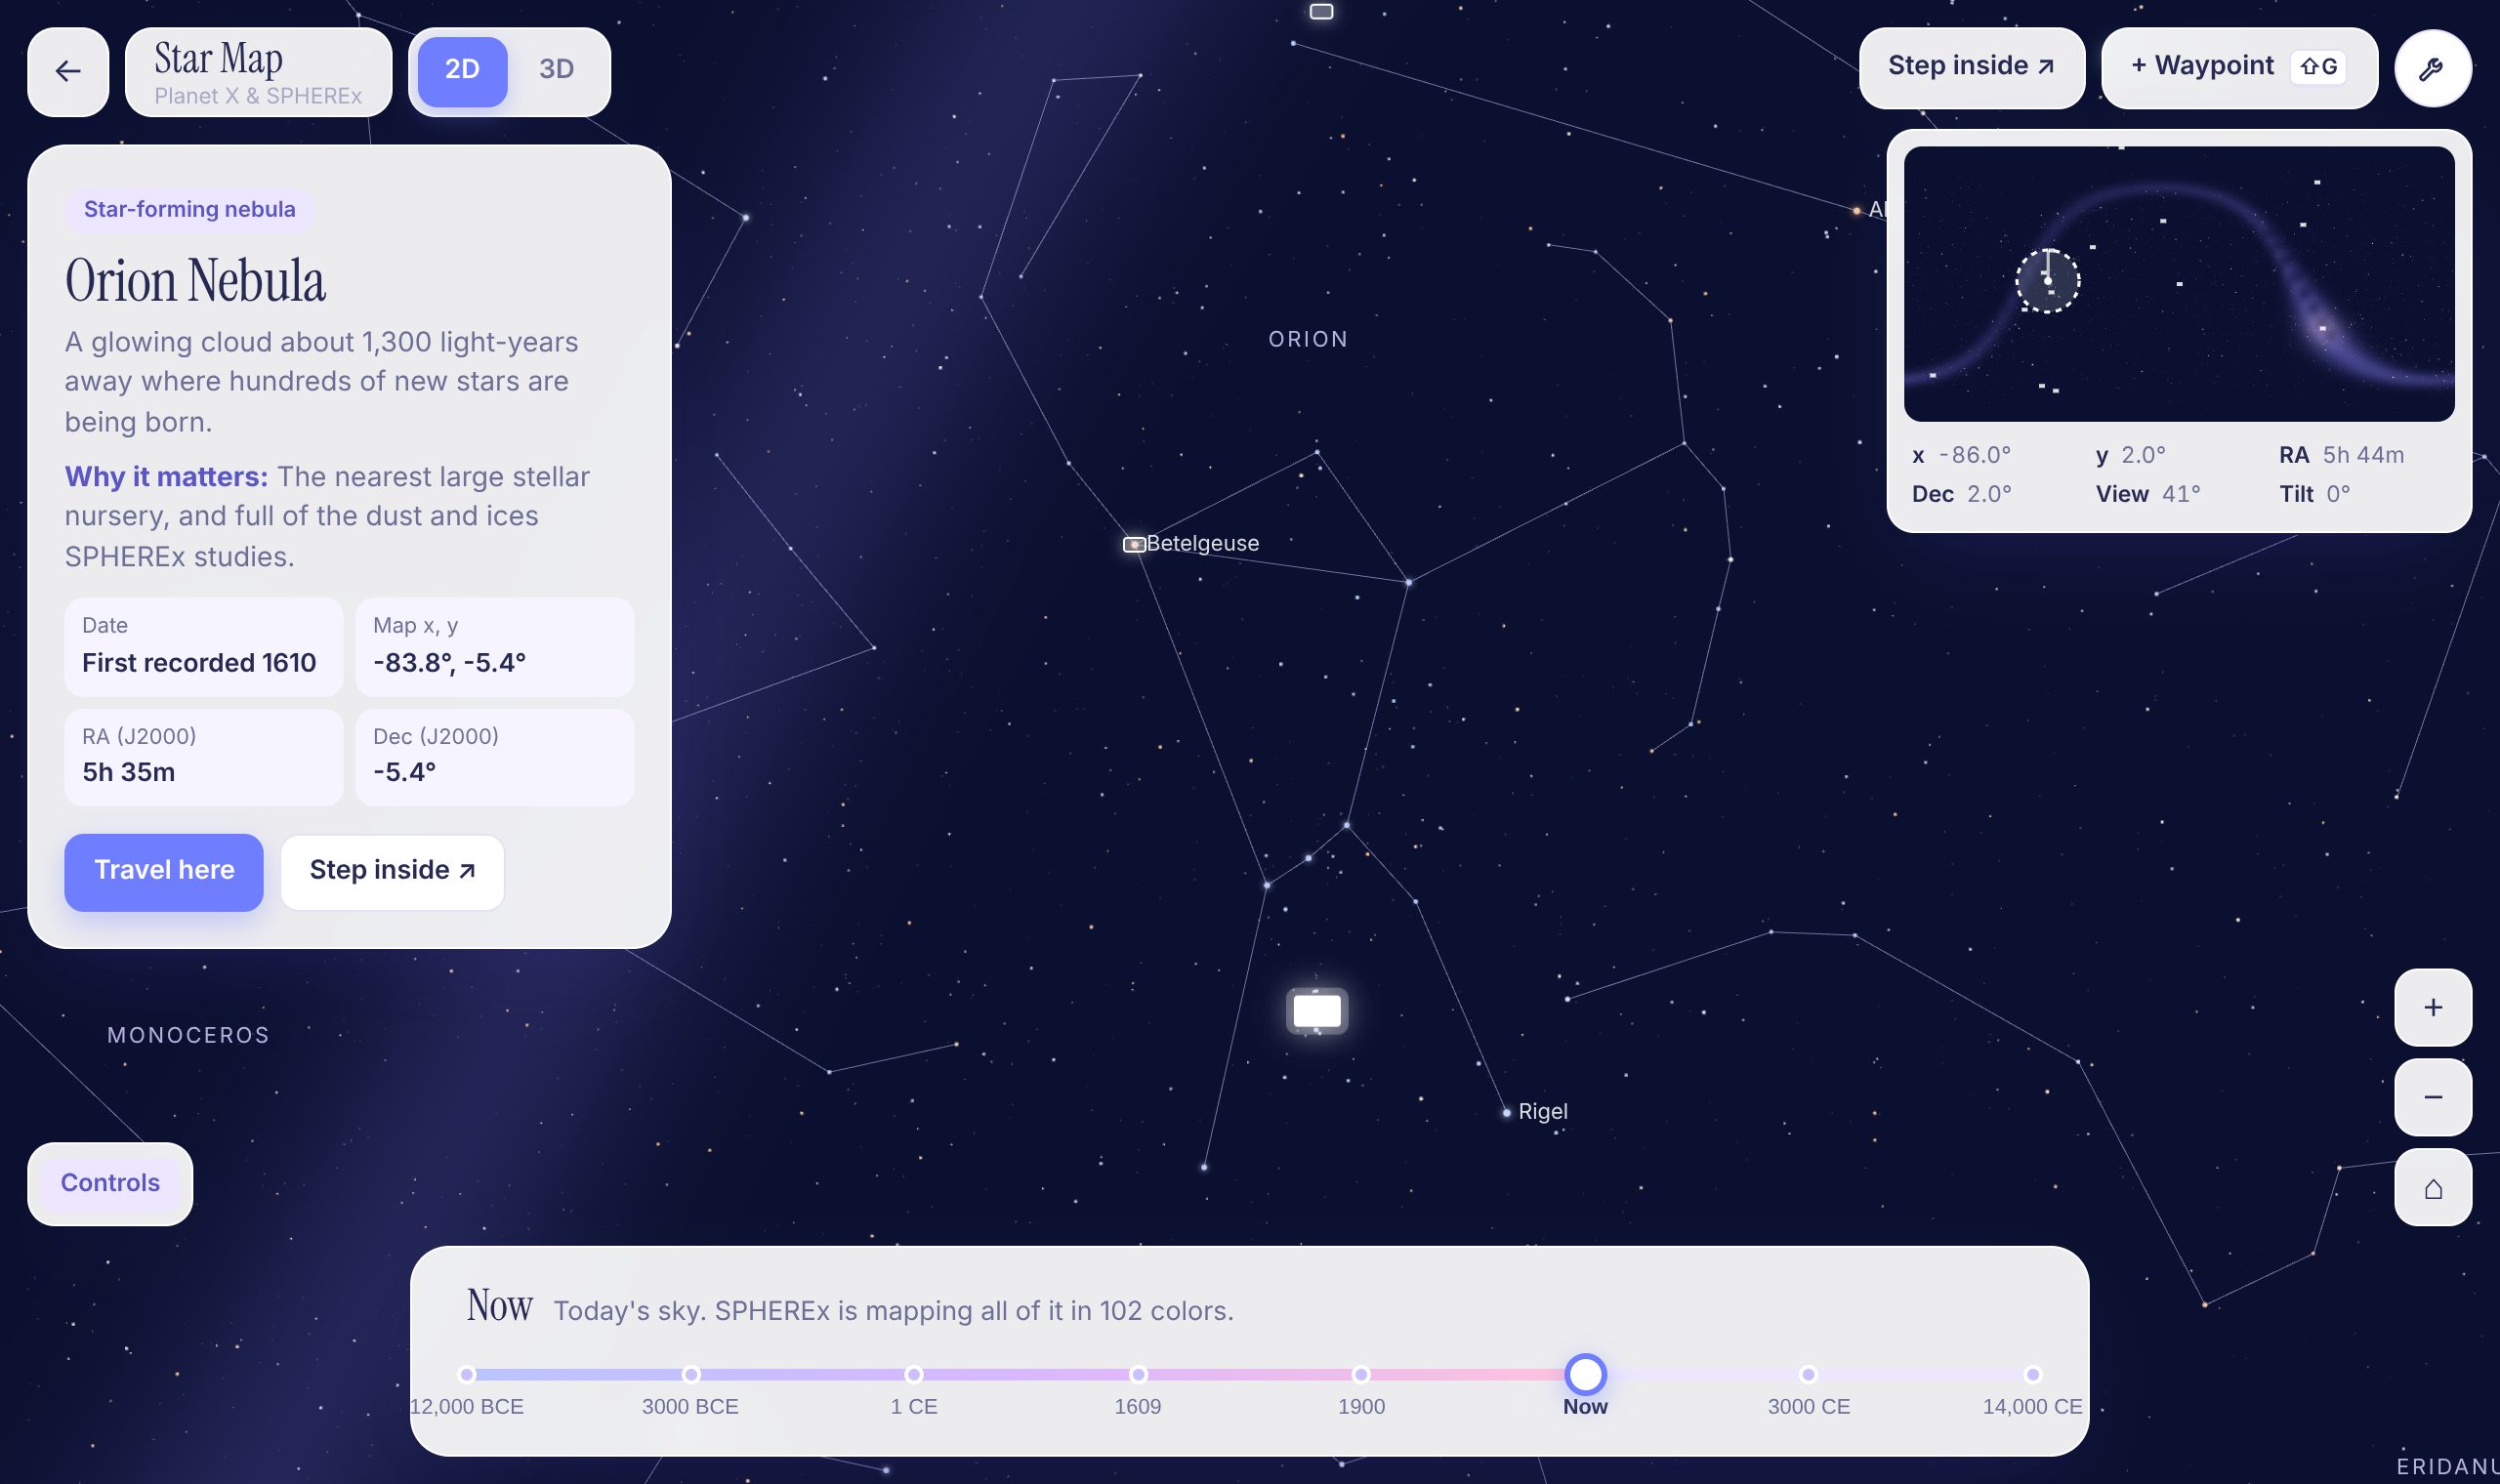 Star Map
Planet X & SPHEREx
2D
3D
Step inside ↗
+ Waypoint ⇧G
Star-forming nebula
Orion Nebula
A glowing cloud about 1,300 light-years
away where hundreds of new stars are
being born.
Why it matters: The nearest large stellar
nursery, and full of the dust and ices
SPHEREx studies.
Date
First recorded 1610
Map x, y
-83.8°, -5.4°
RA (J2000)
5h 35m
Dec (J2000)
-5.4°
Travel here
Step inside ↗
ORION
Betelgeuse
Rigel
MONOCEROS
x -86.0°
y 2.0°
RA 5h 44m
Dec 2.0°
View 41°
Tilt 0°
+
−
Controls
Now Today's sky. SPHEREx is mapping all of it in 102 colors.
12,000 BCE
3000 BCE
1 CE
1609
1900
Now
3000 CE
14,000 CE